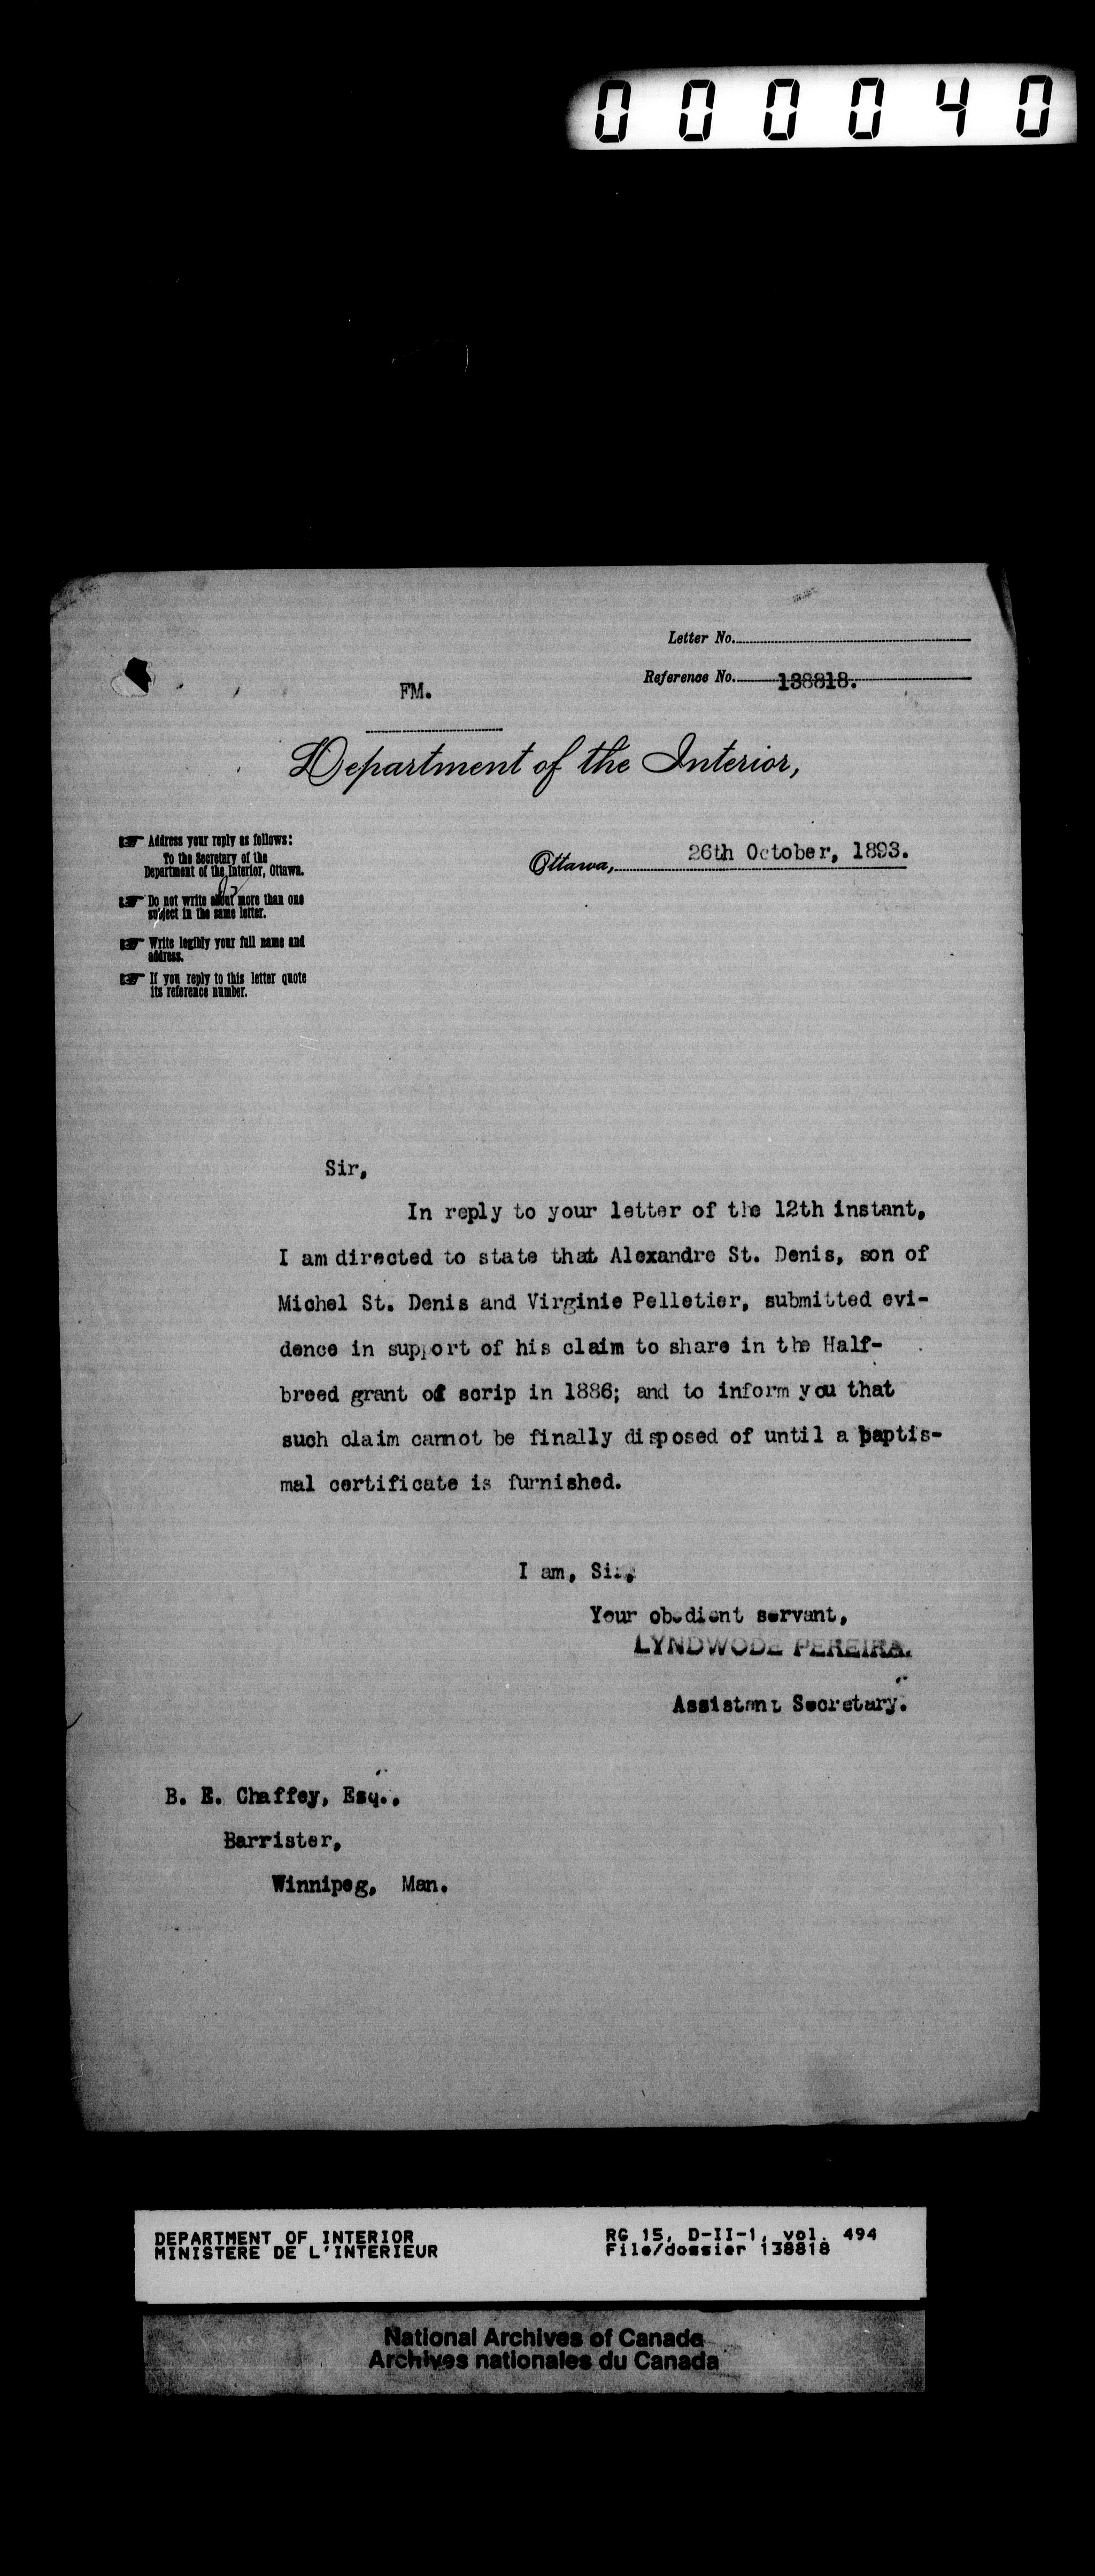 000040
Letter No.
Reference No. 138818.
FM.
Department of the Interior,
Ottawa, 26th October, 1893.
☞ Address your reply as follows:
To the Secretary of the
Department of the Interior, Ottawa.
☞ Do not write about more than one
subject in the same letter.
☞ Write legibly your full name and
address.
☞ If you reply to this letter quote
its reference number.
Sir,
In reply to your letter of the 12th instant,
I am directed to state that Alexandre St. Denis, son of
Michel St. Denis and Virginie Pelletier, submitted evi-
dence in support of his claim to share in the Half-
breed grant of scrip in 1886; and to inform you that
such claim cannot be finally disposed of until a baptis-
mal certificate is furnished.
I am, Sir,
Your obedient servant,
LYNDWODE PEREIRA.
Assistant Secretary.
B. E. Chaffey, Esq.,
Barrister,
Winnipeg, Man.
DEPARTMENT OF INTERIOR
MINISTERE DE L'INTERIEUR
RG 15, D-II-1, vol. 494
File/dossier 138818
National Archives of Canada
Archives nationales du Canada